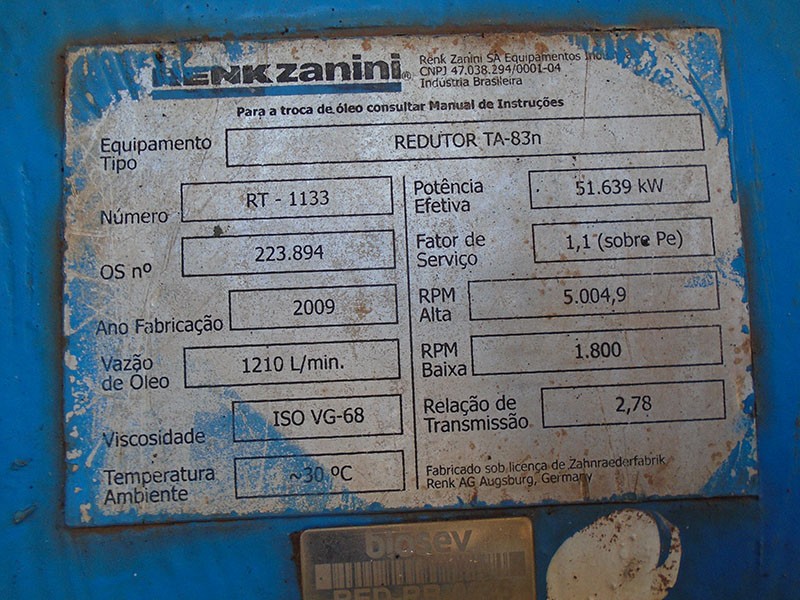 RENK zanini®
Renk Zanini SA Equipamentos Ind
CNPJ 47.038.294/0001-04
Indústria Brasileira
Para a troca de óleo consultar Manual de Instruções
Equipamento Tipo
REDUTOR TA-83n
Número
RT - 1133
OS nº
223.894
Ano Fabricação
2009
Vazão
de Oleo
1210 L/min.
Viscosidade
ISO VG-68
Temperatura
Ambiente
~30 ºC
Potência
Efetiva
51.639 kW
Fator de
Serviço
1,1 (sobre Pe)
RPM
Alta
5.004,9
RPM
Baixa
1.800
Relação de
Transmissão
2,78
Fabricado sob licença de Zahnraederfabrik
Renk AG Augsburg, Germany
biosev